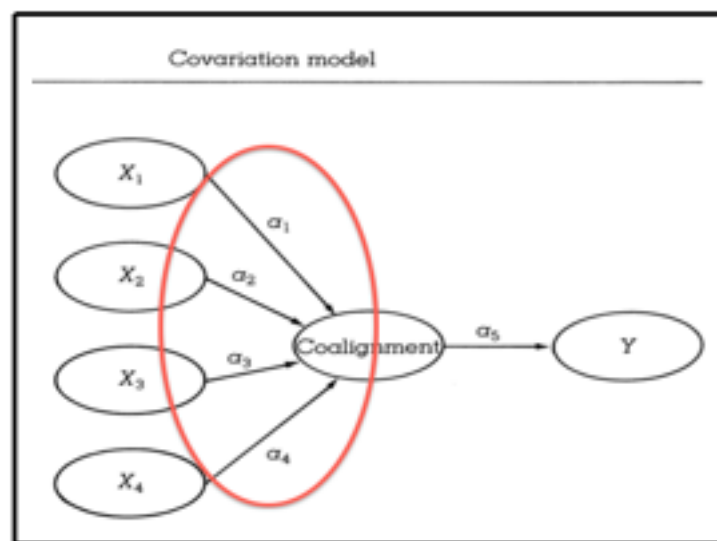 Covariation model
X₁
α₁
X₂
α₂
Coalignment
α₅
Y
X₃
α₃
X₄
α₄